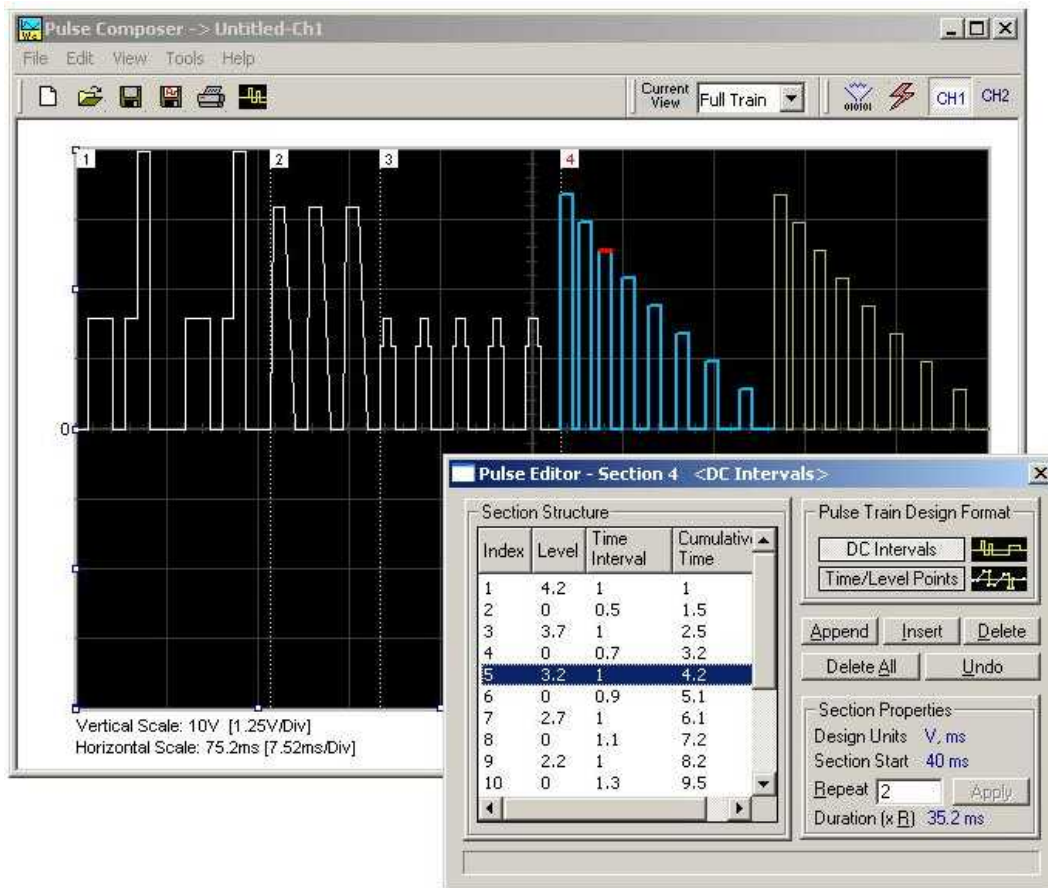 Pulse Composer -> Untitled-Ch1
File Edit View Tools Help
Current View Full Train
010101
CH1 CH2
1 2 3 4
0
Vertical Scale: 10V [1.25V/Div]
Horizontal Scale: 75.2ms [7.52ms/Div]
Pulse Editor - Section 4 <DC Intervals>
Section Structure
Index Level Time Interval Cumulativ Time
1 4.2 1 1
2 0 0.5 1.5
3 3.7 1 2.5
4 0 0.7 3.2
5 3.2 1 4.2
6 0 0.9 5.1
7 2.7 1 6.1
8 0 1.1 7.2
9 2.2 1 8.2
10 0 1.3 9.5
Pulse Train Design Format
DC Intervals
Time/Level Points
Append Insert Delete
Delete All Undo
Section Properties
Design Units V, ms
Section Start 40 ms
Repeat 2 Apply
Duration (x R) 35.2 ms